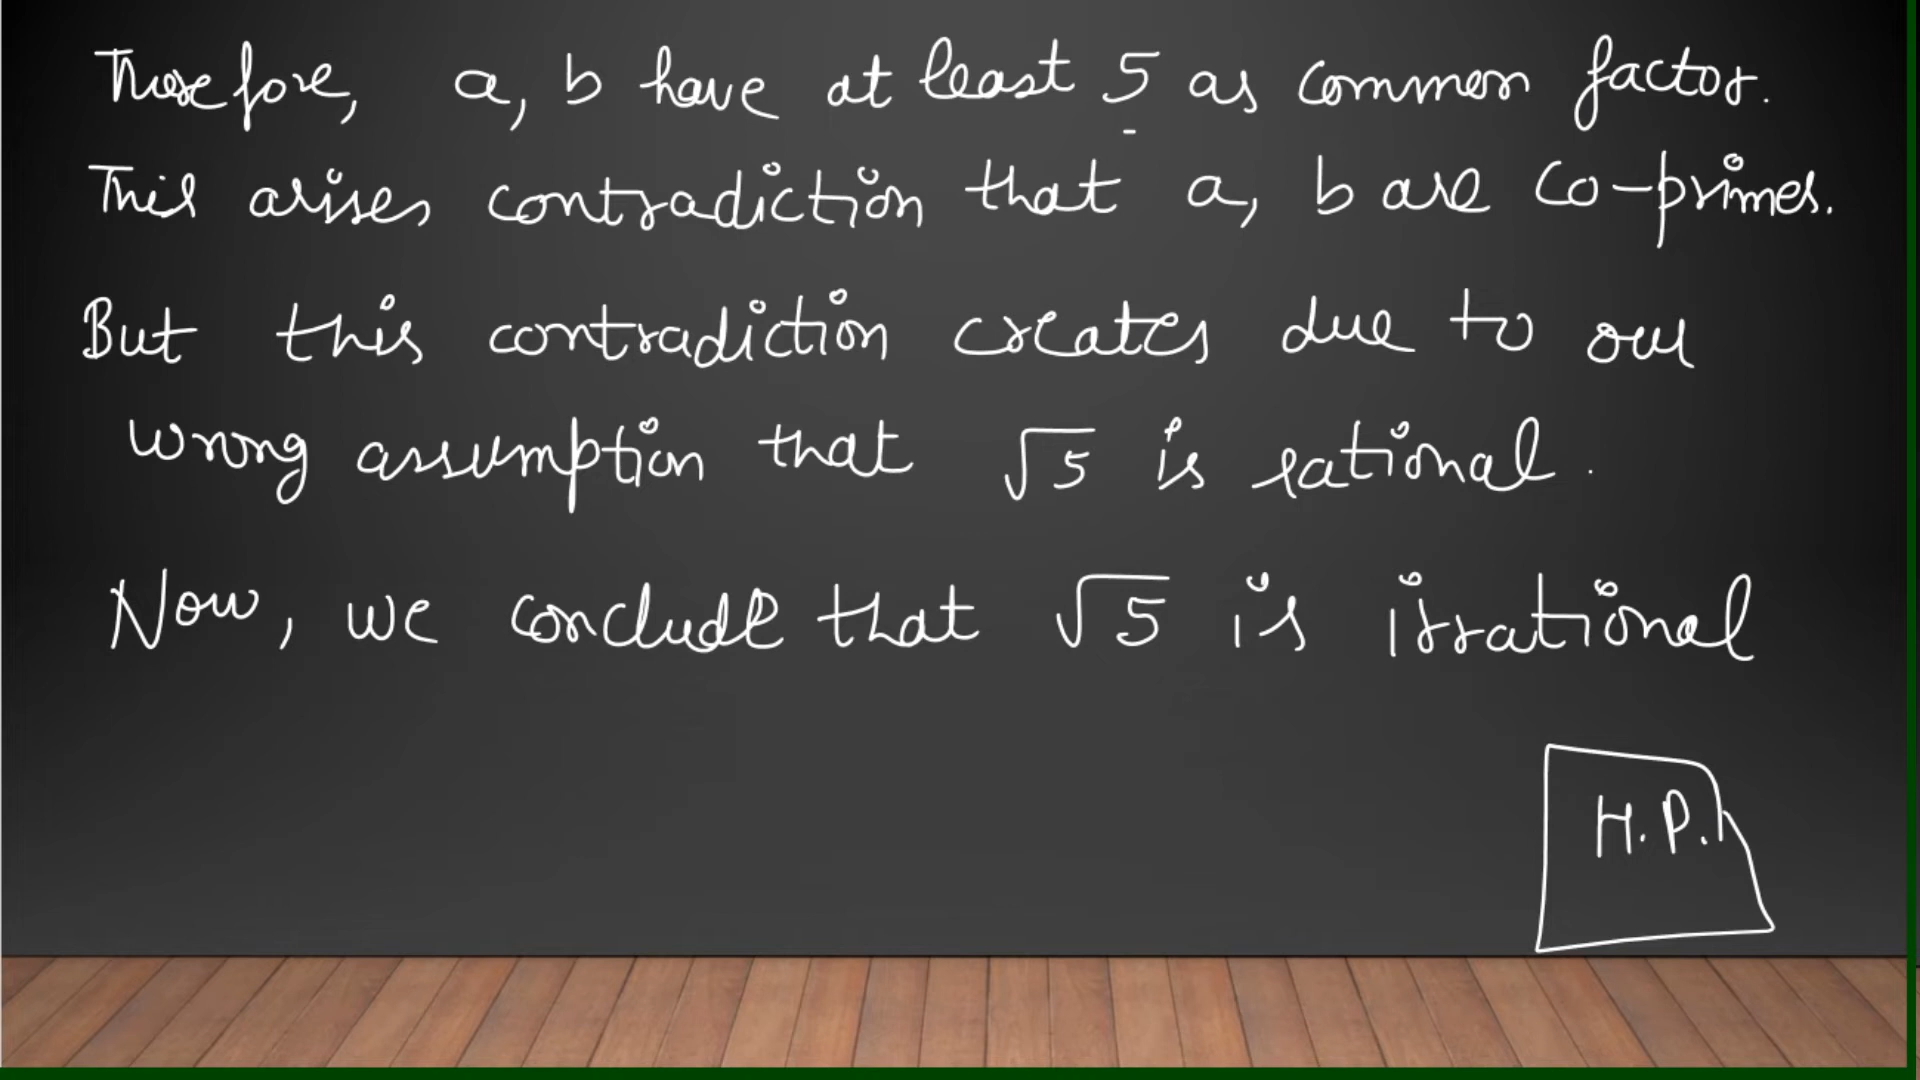 Therefore, a, b have at least 5 as common factor.
This arises contradiction that a, b are co-primes.
But this contradiction creates due to our
wrong assumption that √5 is rational.
Now, we conclude that √5 is irrational
H.P.